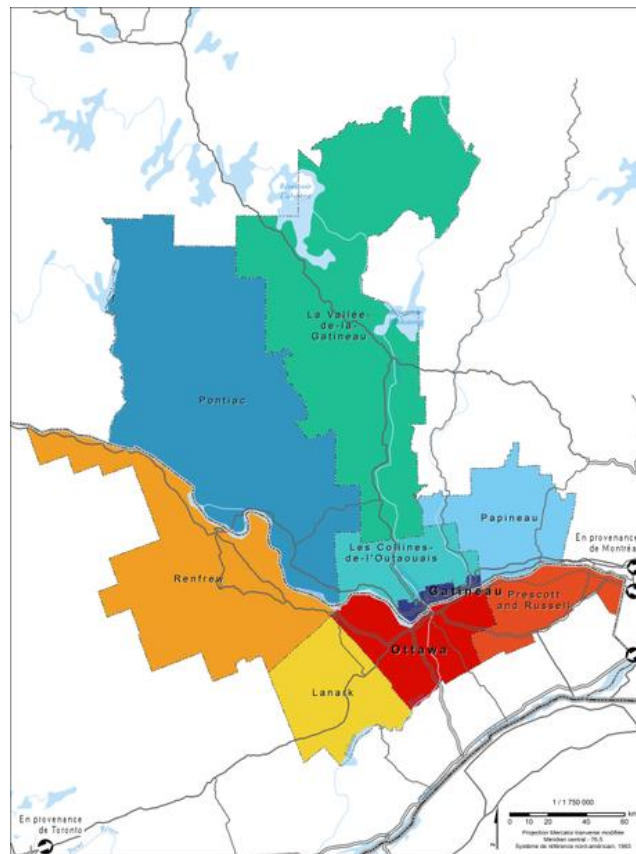 Réservoir
La Vallée-
de-la-
Gatineau
Pontiac
Papineau
En provenance
de Montréal
Les Collines-
de-l'Outaouais
Renfrew
Gatineau
Prescott
and Russell
Ottawa
Lanark
1 / 1 750 000
0 10 20 40 60
km
En provenance
de Toronto
Projection Mercator transverse modifiée
Méridien central : -76.5
Système de référence nord-américain, 1983